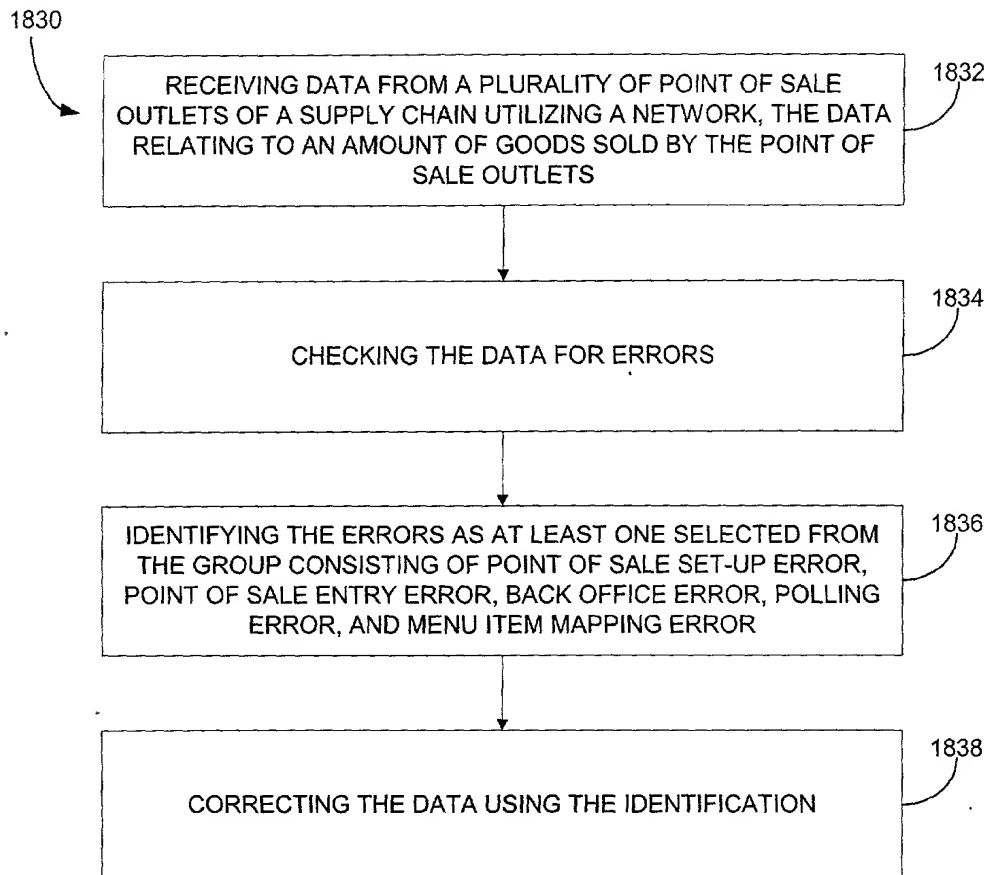 1830
RECEIVING DATA FROM A PLURALITY OF POINT OF SALE
OUTLETS OF A SUPPLY CHAIN UTILIZING A NETWORK, THE DATA
RELATING TO AN AMOUNT OF GOODS SOLD BY THE POINT OF
SALE OUTLETS
1832
CHECKING THE DATA FOR ERRORS
1834
IDENTIFYING THE ERRORS AS AT LEAST ONE SELECTED FROM
THE GROUP CONSISTING OF POINT OF SALE SET-UP ERROR,
POINT OF SALE ENTRY ERROR, BACK OFFICE ERROR, POLLING
ERROR, AND MENU ITEM MAPPING ERROR
1836
CORRECTING THE DATA USING THE IDENTIFICATION
1838